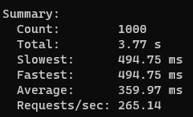 Summary:
Count: 1000
Total: 3.77 s
Slowest: 494.75 ms
Fastest: 494.75 ms
Average: 359.97 ms
Requests/sec: 265.14